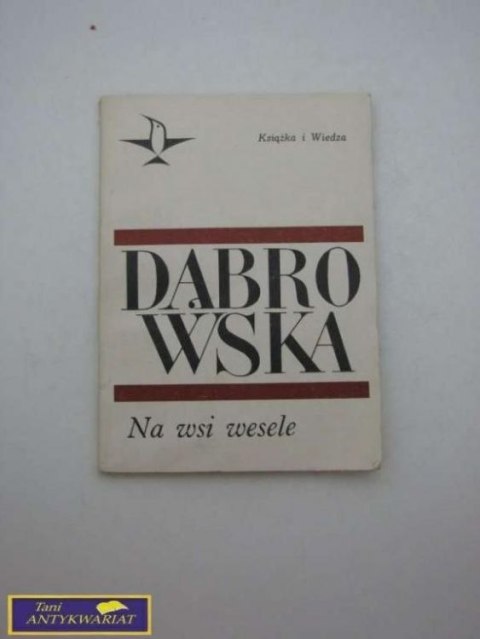 Książka i Wiedza
DĄBRO
WSKA
Na wsi wesele
Tani
ANTYKWARIAT